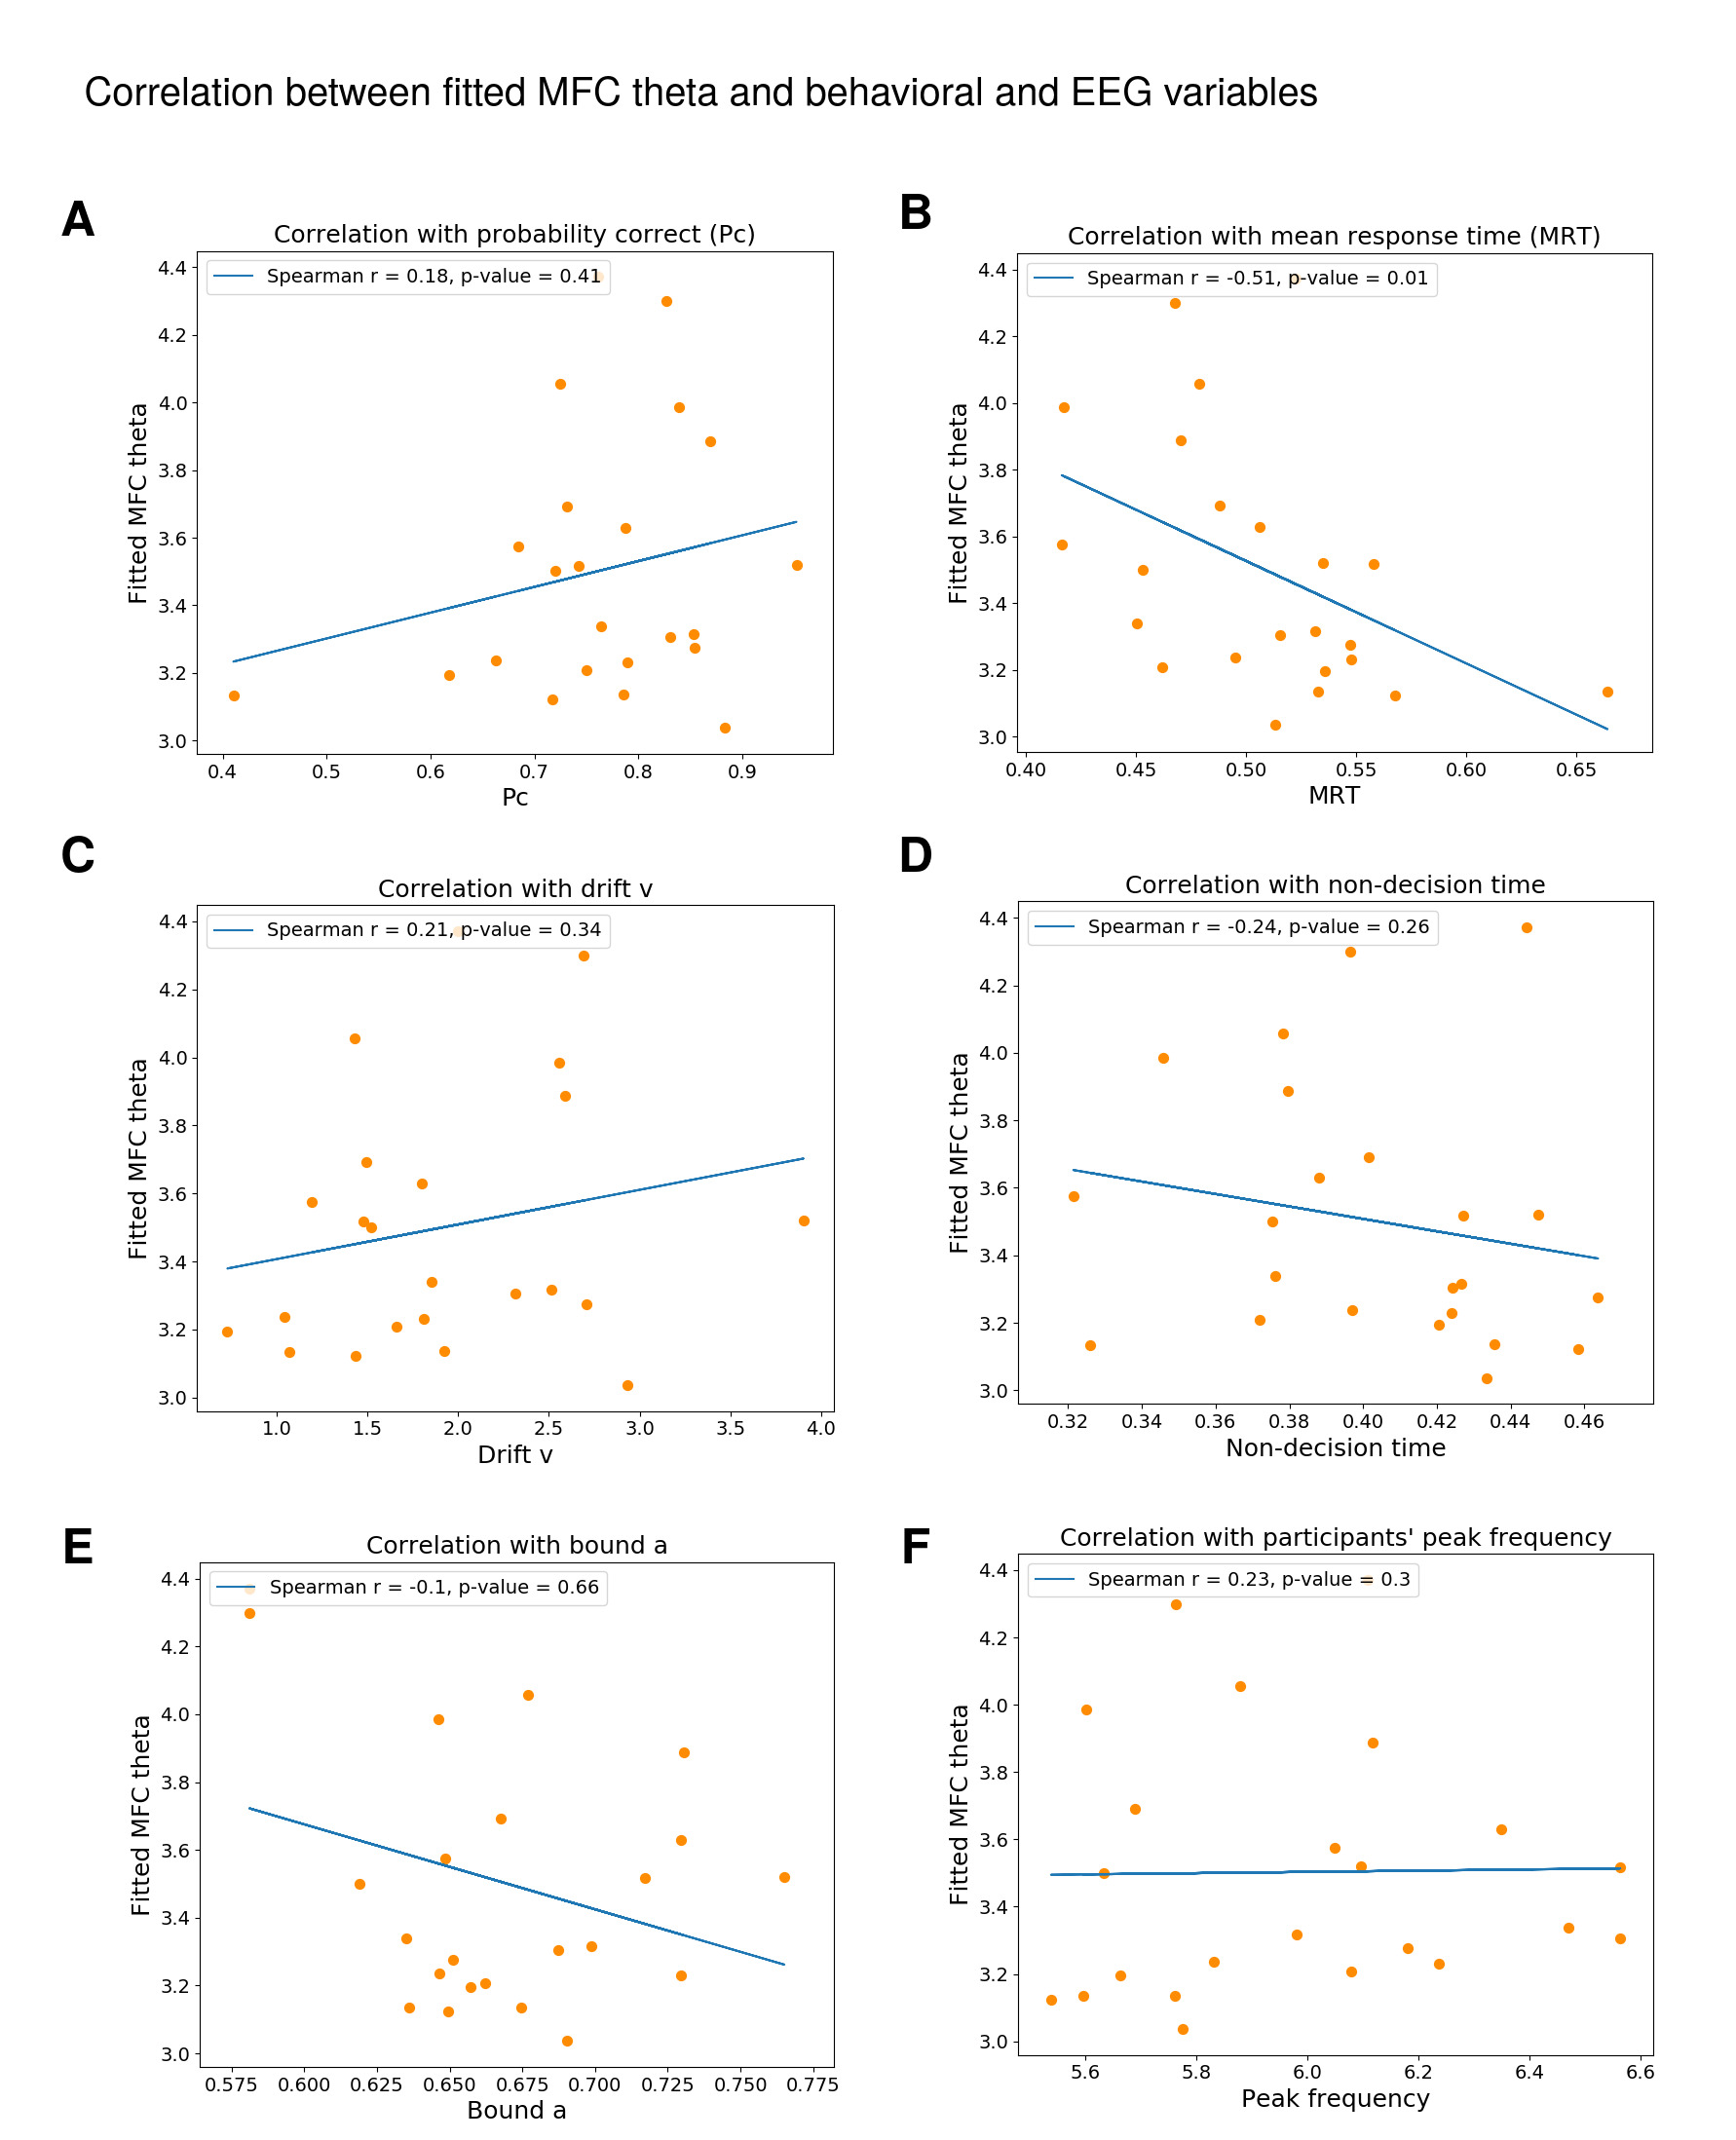 Correlation between fitted MFC theta and behavioral and EEG variables
A
Correlation with probability correct (Pc)
Spearman r = 0.18, p-value = 0.41
4.4
4.2
4.0
3.8
3.6
3.4
3.2
3.0
Fitted MFC theta
0.4 0.5 0.6 0.7 0.8 0.9
Pc
B
Correlation with mean response time (MRT)
Spearman r = -0.51, p-value = 0.01
4.4
4.2
4.0
3.8
3.6
3.4
3.2
3.0
Fitted MFC theta
0.40 0.45 0.50 0.55 0.60 0.65
MRT
C
Correlation with drift v
Spearman r = 0.21, p-value = 0.34
4.4
4.2
4.0
3.8
3.6
3.4
3.2
3.0
Fitted MFC theta
1.0 1.5 2.0 2.5 3.0 3.5 4.0
Drift v
D
Correlation with non-decision time
Spearman r = -0.24, p-value = 0.26
4.4
4.2
4.0
3.8
3.6
3.4
3.2
3.0
Fitted MFC theta
0.32 0.34 0.36 0.38 0.40 0.42 0.44 0.46
Non-decision time
E
Correlation with bound a
Spearman r = -0.1, p-value = 0.66
4.4
4.2
4.0
3.8
3.6
3.4
3.2
3.0
Fitted MFC theta
0.575 0.600 0.625 0.650 0.675 0.700 0.725 0.750 0.775
Bound a
F
Correlation with participants' peak frequency
Spearman r = 0.23, p-value = 0.3
4.4
4.2
4.0
3.8
3.6
3.4
3.2
3.0
Fitted MFC theta
5.6 5.8 6.0 6.2 6.4 6.6
Peak frequency